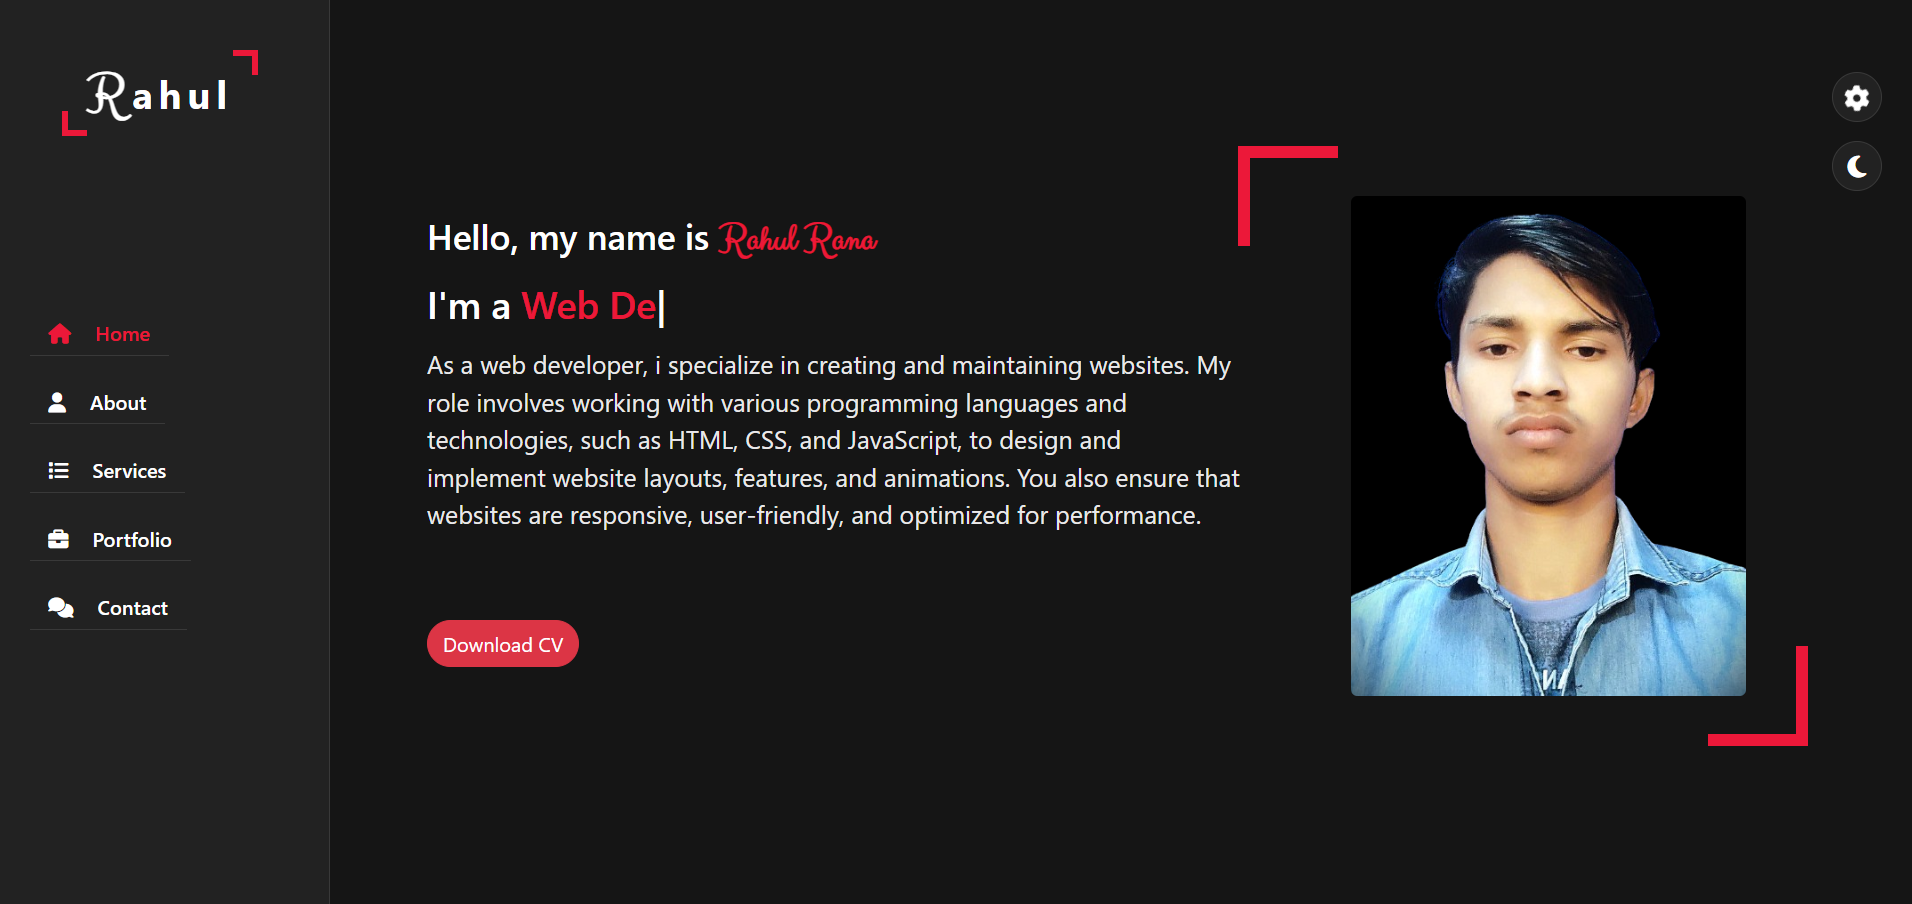 Rahul
Home
About
Services
Portfolio
Contact
Hello, my name is Rahul Rana
I'm a Web De|
As a web developer, i specialize in creating and maintaining websites. My
role involves working with various programming languages and
technologies, such as HTML, CSS, and JavaScript, to design and
implement website layouts, features, and animations. You also ensure that
websites are responsive, user-friendly, and optimized for performance.
Download CV